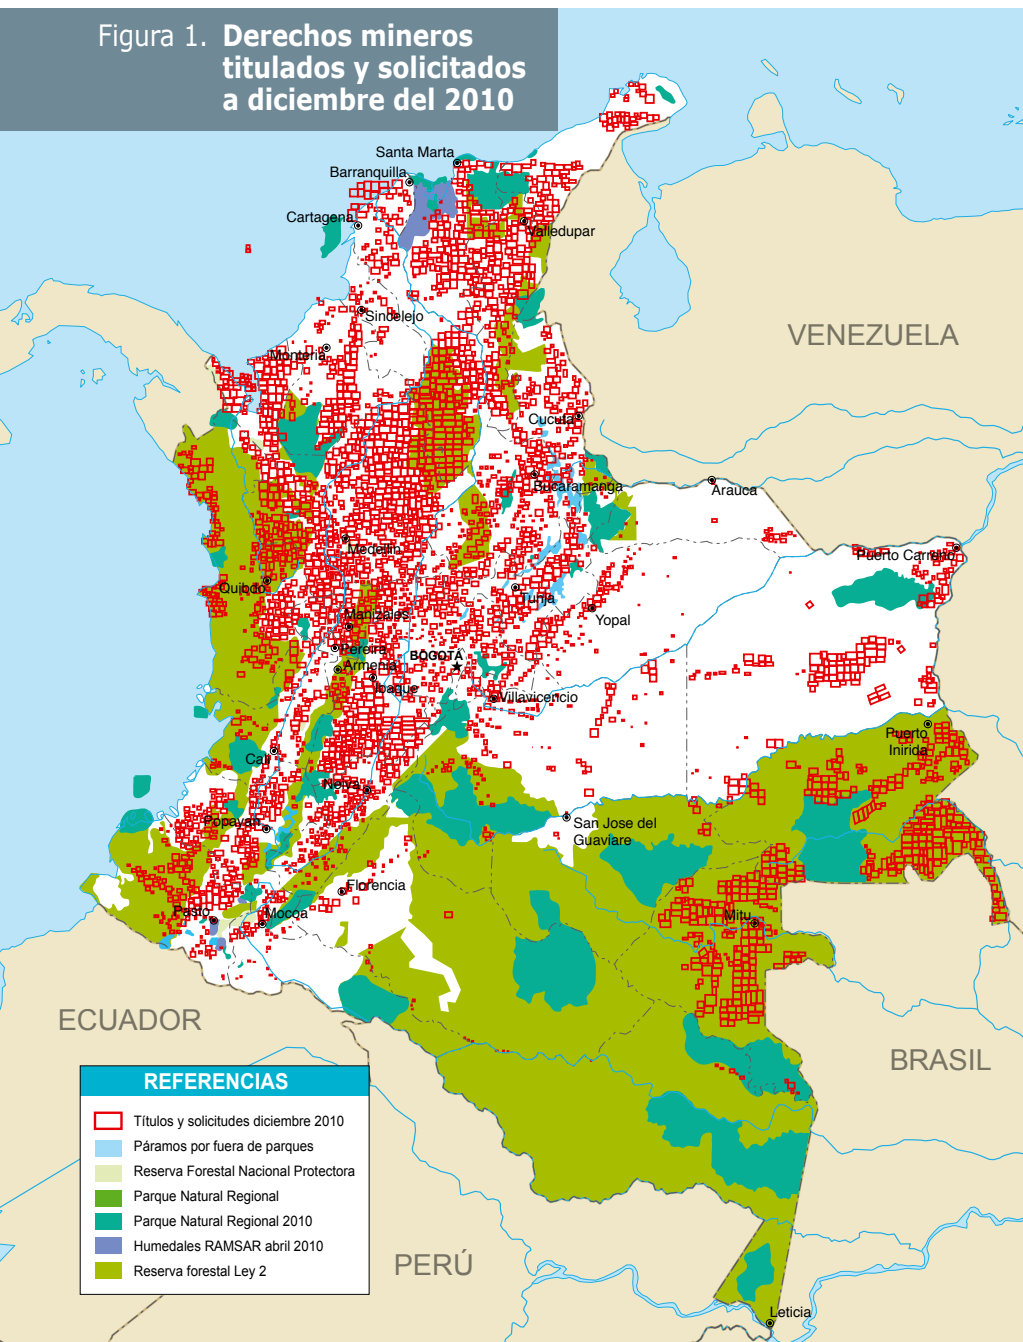 Figura 1. Derechos mineros
titulados y solicitados
a diciembre del 2010
Santa Marta
Barranquilla
Cartagena
Valledupar
Sincelejo
VENEZUELA
Montería
Cucuta
Bucaramanga
Arauca
Medellín
Puerto Carreño
Quibdo
Tunja
Yopal
Manizales
Pereira
BOGOTÁ
Armenia
Ibague
Villavicencio
Puerto
Inirida
Cali
Neiva
San Jose del
Guaviare
Popayán
Florencia
Pasto
Mocoa
Mitu
ECUADOR
BRASIL
REFERENCIAS
Títulos y solicitudes diciembre 2010
Páramos por fuera de parques
Reserva Forestal Nacional Protectora
Parque Natural Regional
Parque Natural Regional 2010
Humedales RAMSAR abril 2010
Reserva forestal Ley 2
PERÚ
Leticia